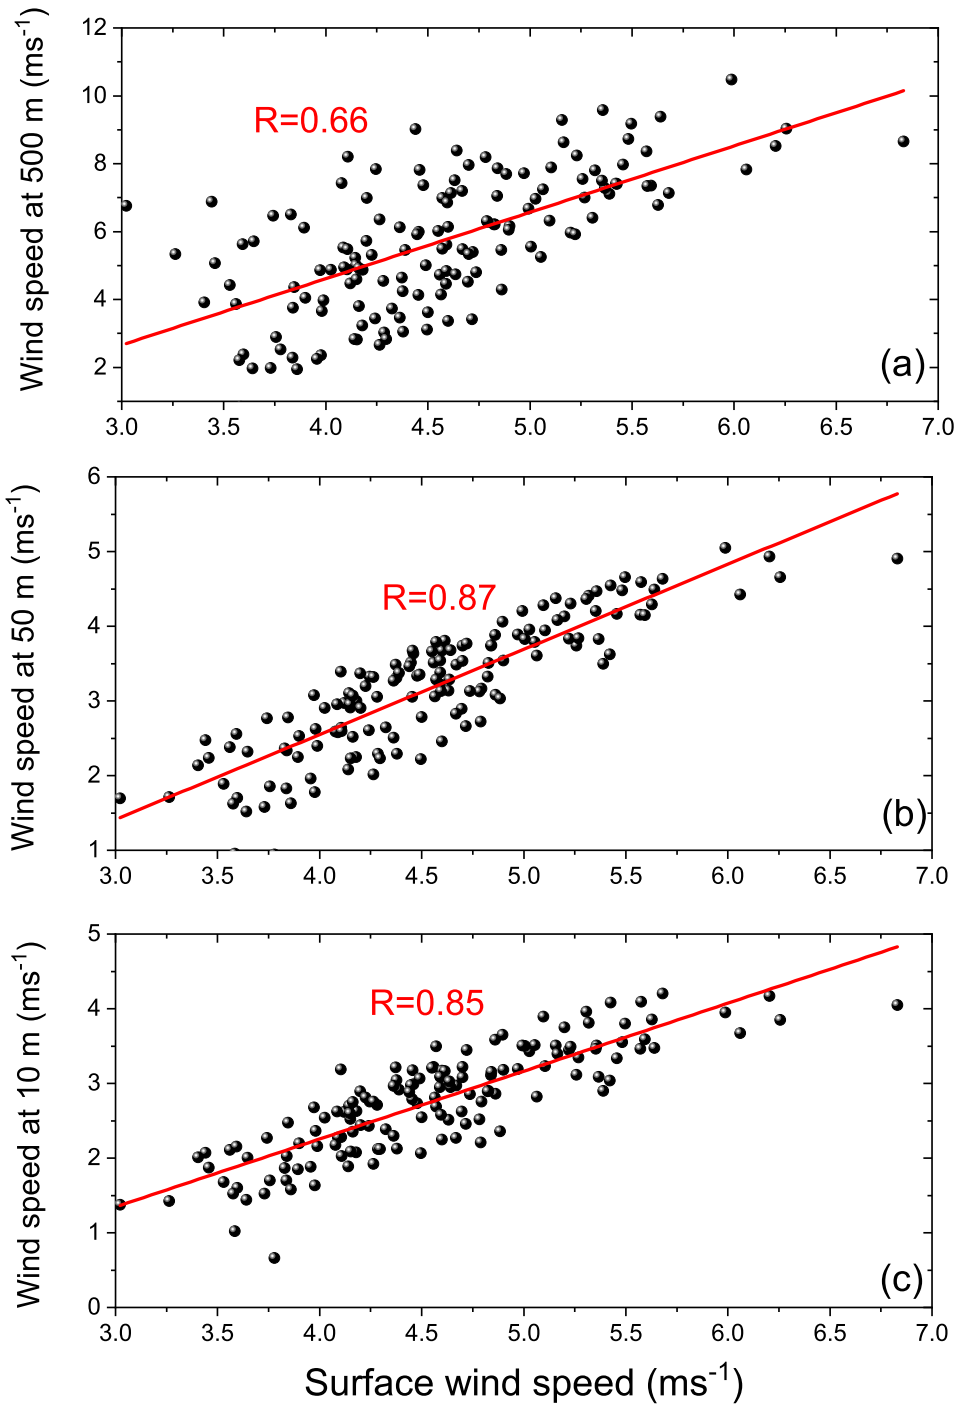 12
10
8
6
4
2
Wind speed at 500 m (ms⁻¹)
R=0.66
(a)
3.0 3.5 4.0 4.5 5.0 5.5 6.0 6.5 7.0
6
5
4
3
2
1
Wind speed at 50 m (ms⁻¹)
R=0.87
(b)
3.0 3.5 4.0 4.5 5.0 5.5 6.0 6.5 7.0
5
4
3
2
1
0
Wind speed at 10 m (ms⁻¹)
R=0.85
(c)
3.0 3.5 4.0 4.5 5.0 5.5 6.0 6.5 7.0
Surface wind speed (ms⁻¹)